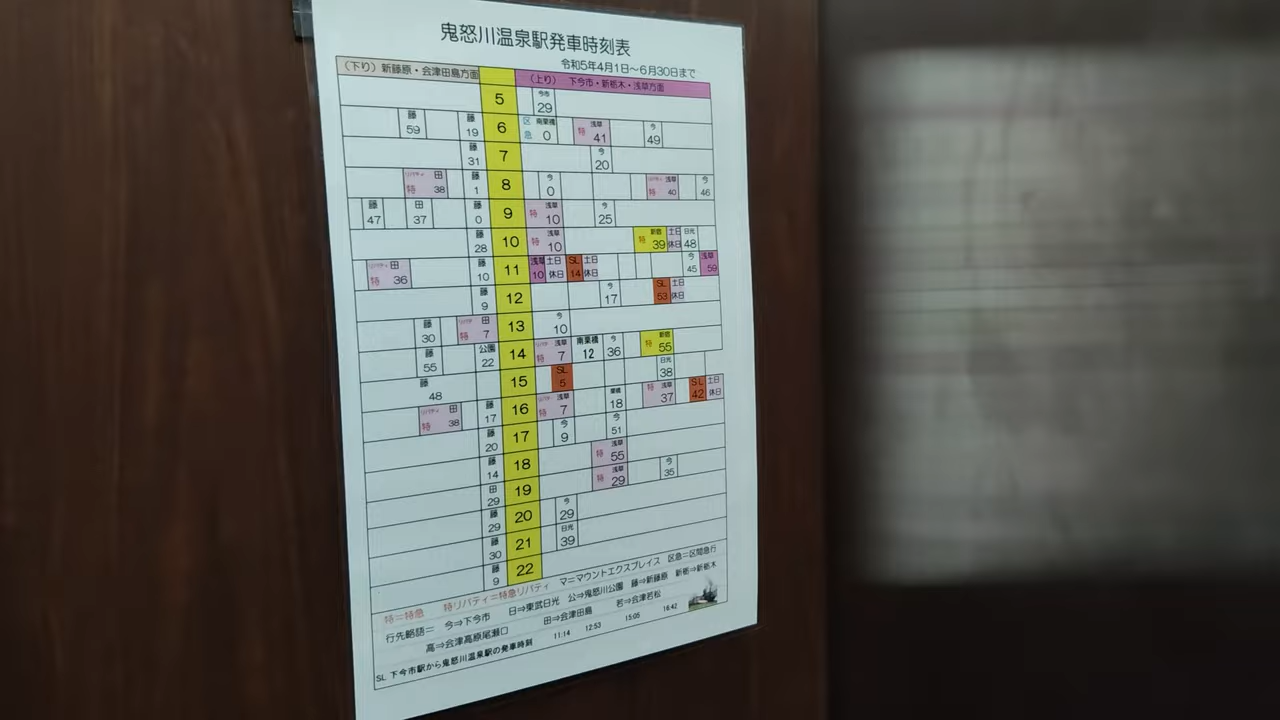 鬼怒川温泉駅発車時刻表
令和5年4月1日～6月30日まで
（下り）新藤原・会津田島方面 （上り） 下今市・新栃木・浅草方面
5 今市 29
藤 59 藤 19 6 区急 南栗橋 0 特 浅草 41 今 49
藤 31 7 今 20
リバティ 特 田 38 藤 1 8 今 0 リバティ 特 浅草 40 今 46
藤 47 田 37 藤 0 9 特 浅草 10 今 25
藤 28 10 特 浅草 10 特 新宿 39 土日休日 日光 48
リバティ 特 田 36 藤 10 11 浅草 10 土日休日 SL 14 土日休日 今 45 浅草 59
藤 9 12 今 17 SL 53 土日休日
藤 30 リバティ 特 田 7 13 今 10
藤 55 公園 22 14 リバティ 特 浅草 7 南栗橋 12 今 36 特 新宿 55
藤 48 15 SL 5 日光 38
リバティ 特 田 38 藤 17 16 リバティ 特 浅草 7 18 特 浅草 37 SL 42 土日休日
藤 20 17 今 9 今 51
藤 14 18 特 浅草 55
田 29 19 特 浅草 29 今 35
藤 29 20 今 29
藤 30 21 日光 39
藤 9 22
特＝特急 特リバティ＝特急リバティ マ＝マウントエクスプレイス 区急＝区間急行
行先略語＝ 今⇒下今市 日⇒東武日光 公⇒鬼怒川公園 藤⇒新藤原 新栃⇒新栃木
高⇒会津高原尾瀬口 田⇒会津田島 若⇒会津若松
SL 下今市駅から鬼怒川温泉駅の発車時刻 11:14 12:53 15:05 16:42